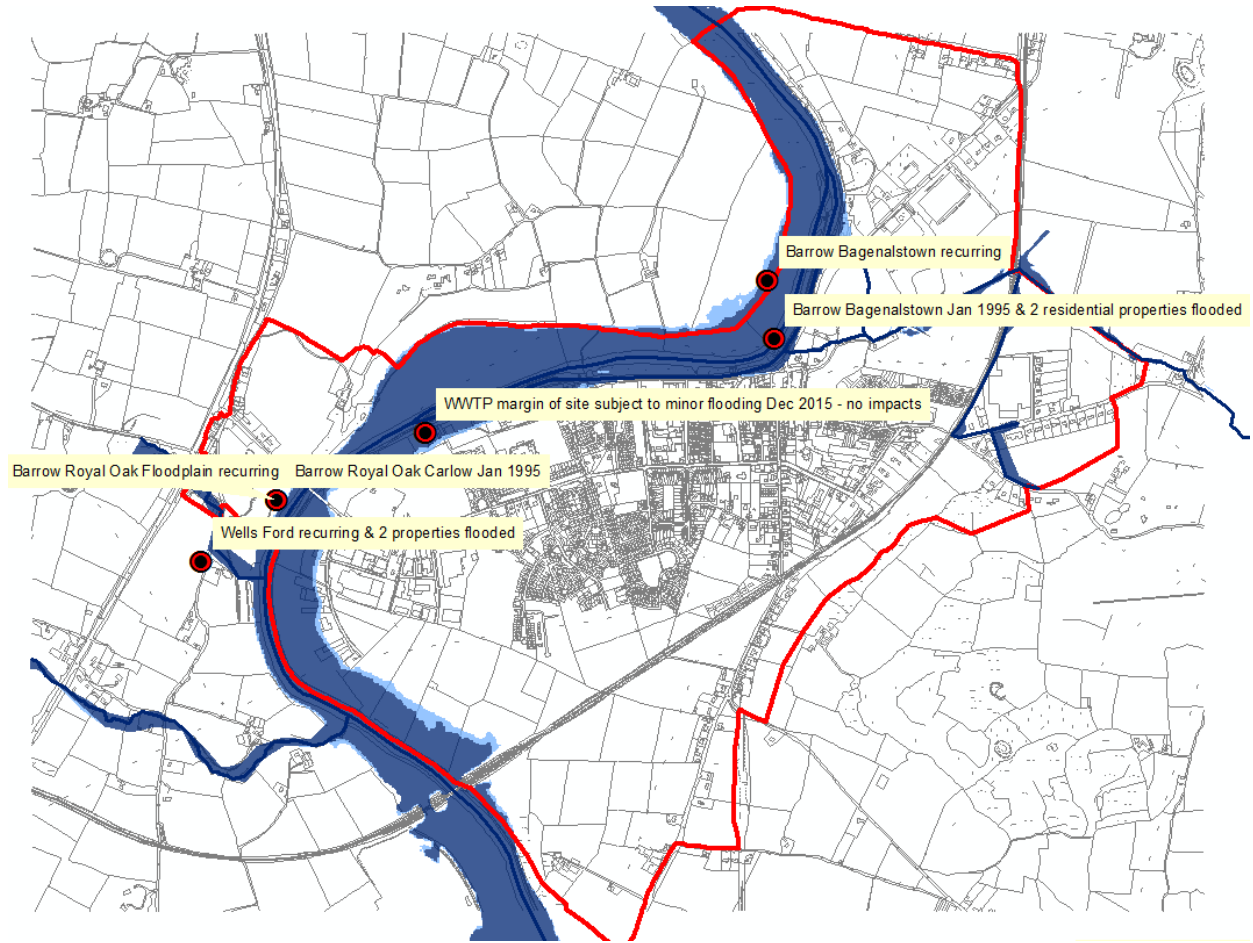 Barrow Bagenalstown recurring
Barrow Bagenalstown Jan 1995 & 2 residential properties flooded
WWTP margin of site subject to minor flooding Dec 2015 - no impacts
Barrow Royal Oak Floodplain recurring
Barrow Royal Oak Carlow Jan 1995
Wells Ford recurring & 2 properties flooded